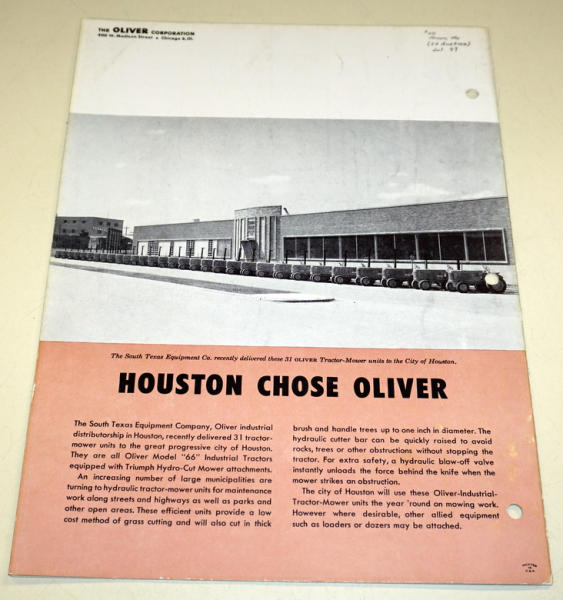 THE OLIVER CORPORATION
400 W. Madison Street • Chicago 6, Ill.
The South Texas Equipment Co. recently delivered these 31 OLIVER Tractor-Mower units to the City of Houston.
HOUSTON CHOSE OLIVER
The South Texas Equipment Company, Oliver industrial
distributorship in Houston, recently delivered 31 tractor-
mower units to the great progressive city of Houston.
They are all Oliver Model "66" Industrial Tractors
equipped with Triumph Hydro-Cut Mower attachments.
An increasing number of large municipalities are
turning to hydraulic tractor-mower units for maintenance
work along streets and highways as well as parks and
other open areas. These efficient units provide a low
cost method of grass cutting and will also cut in thick
brush and handle trees up to one inch in diameter. The
hydraulic cutter bar can be quickly raised to avoid
rocks, trees or other obstructions without stopping the
tractor. For extra safety, a hydraulic blow-off valve
instantly unloads the force behind the knife when the
mower strikes an obstruction.
The city of Houston will use these Oliver-Industrial-
Tractor-Mower units the year 'round on mowing work.
However where desirable, other allied equipment
such as loaders or dozers may be attached.